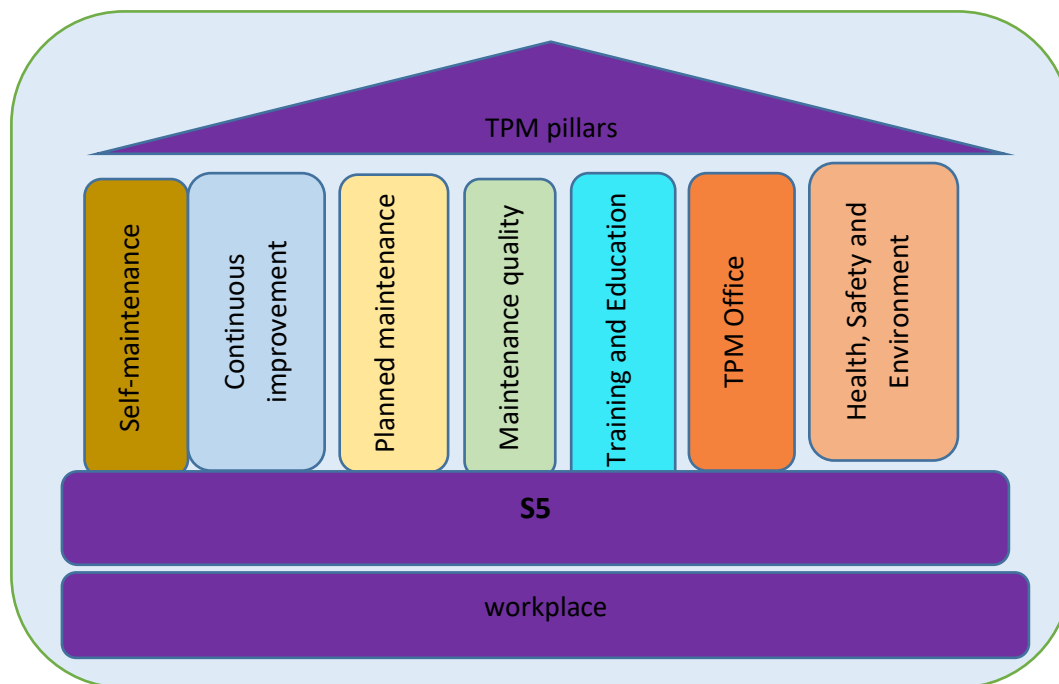 TPM pillars
Self-maintenance
Continuous
improvement
Planned maintenance
Maintenance quality
Training and Education
TPM Office
Health, Safety and
Environment
S5
workplace